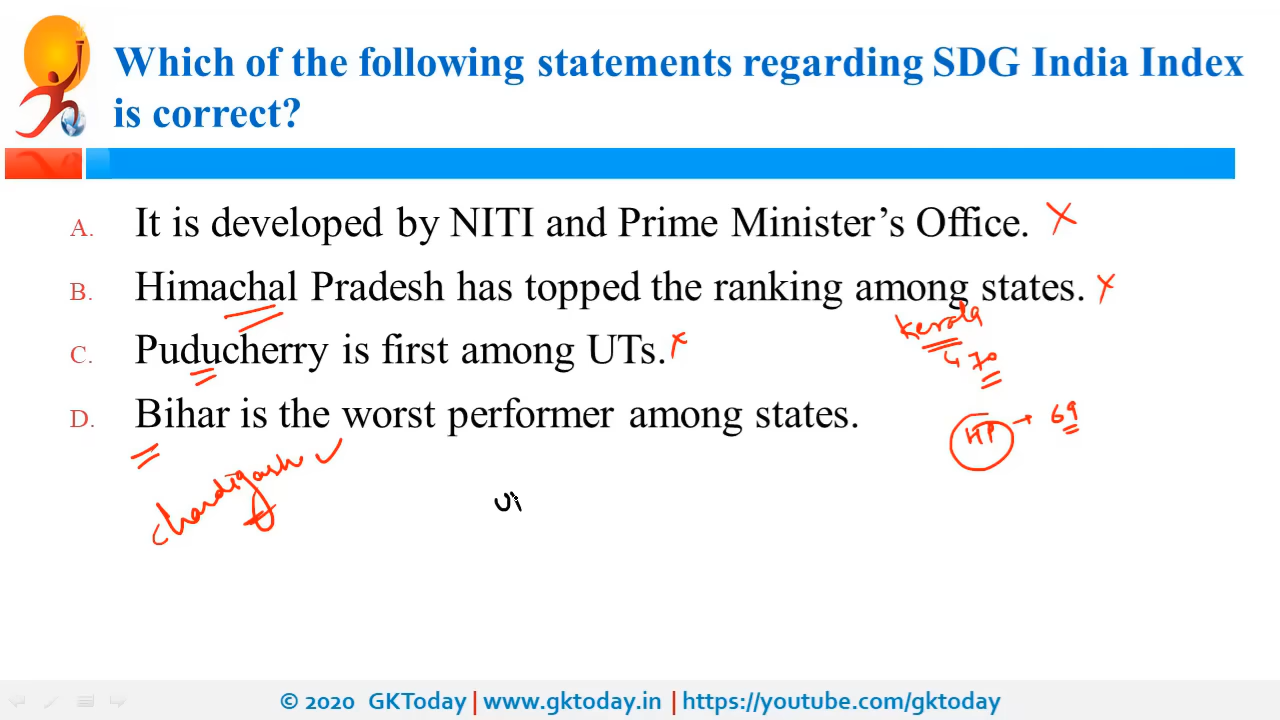 Which of the following statements regarding SDG India Index
is correct?
A. It is developed by NITI and Prime Minister's Office. X
B. Himachal Pradesh has topped the ranking among states. X
Kerala
C. Puducherry is first among UTs. X
70
D. Bihar is the worst performer among states.
HP → 69
Chandigarh ✓
© 2020 GKToday | www.gktoday.in | https://youtube.com/gktoday